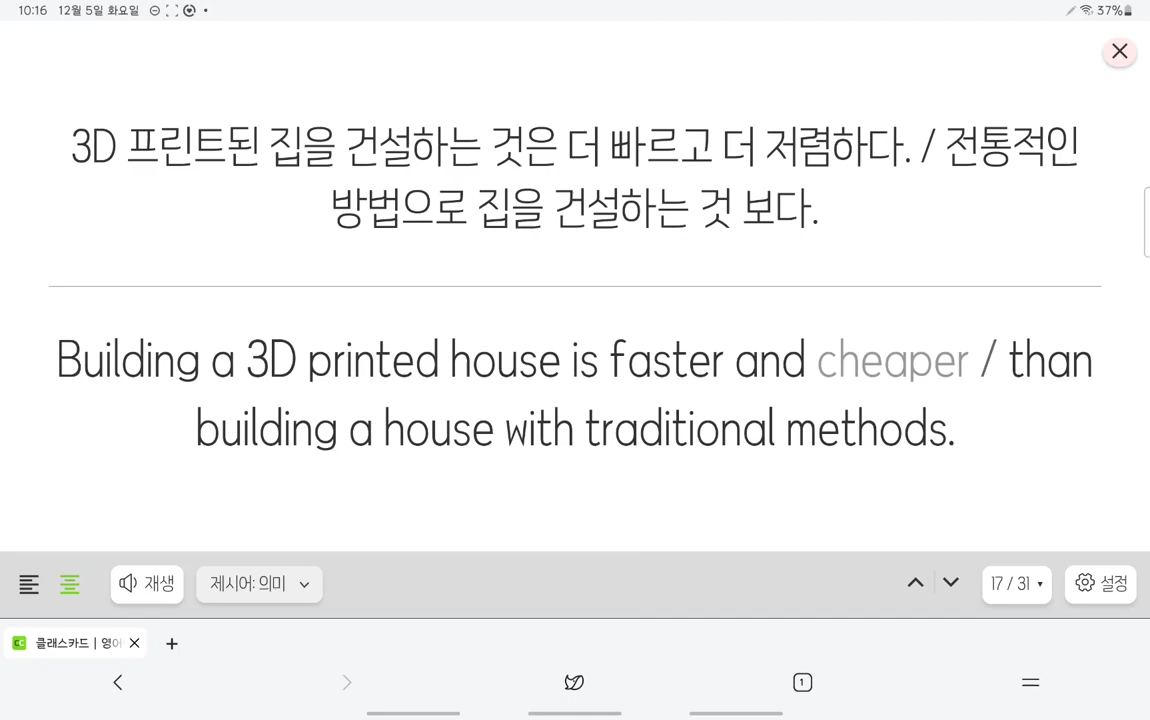 10:16 12월 5일 화요일 37%
3D 프린트된 집을 건설하는 것은 더 빠르고 더 저렴하다. / 전통적인
방법으로 집을 건설하는 것 보다.
Building a 3D printed house is faster and cheaper / than
building a house with traditional methods.
재생 제시어: 의미 17 / 31 설정
클래스카드 | 영어
1